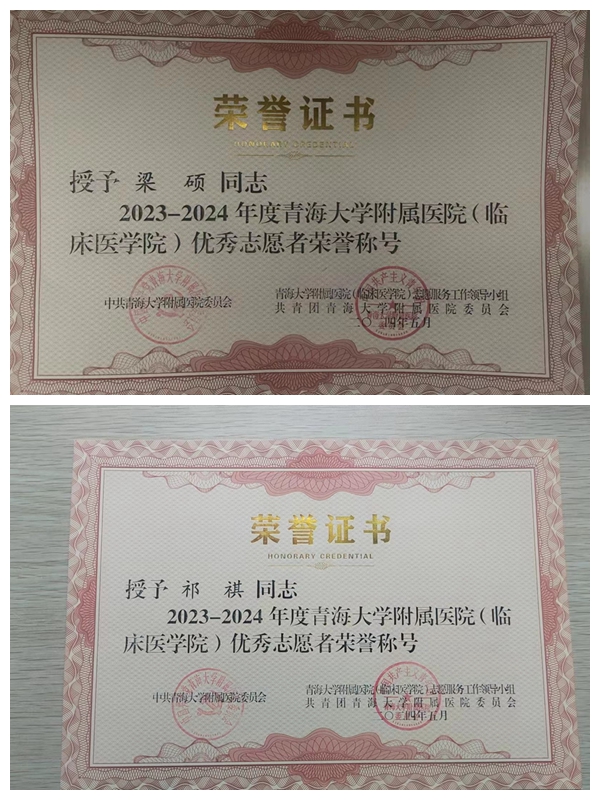 荣誉证书
HONORARY CREDENTIAL
授予 梁 硕 同志
2023-2024 年度青海大学附属医院（临
床医学院）优秀志愿者荣誉称号
中共青海大学附属医院委员会
青海大学附属医院（临床医学院）志愿服务工作领导小组
共青团青海大学附属医院委员会
二〇二四年五月
荣誉证书
HONORARY CREDENTIAL
授予 祁 祺 同志
2023-2024 年度青海大学附属医院（临
床医学院）优秀志愿者荣誉称号
中共青海大学附属医院委员会
青海大学附属医院（临床医学院）志愿服务工作领导小组
共青团青海大学附属医院委员会
二〇二四年五月